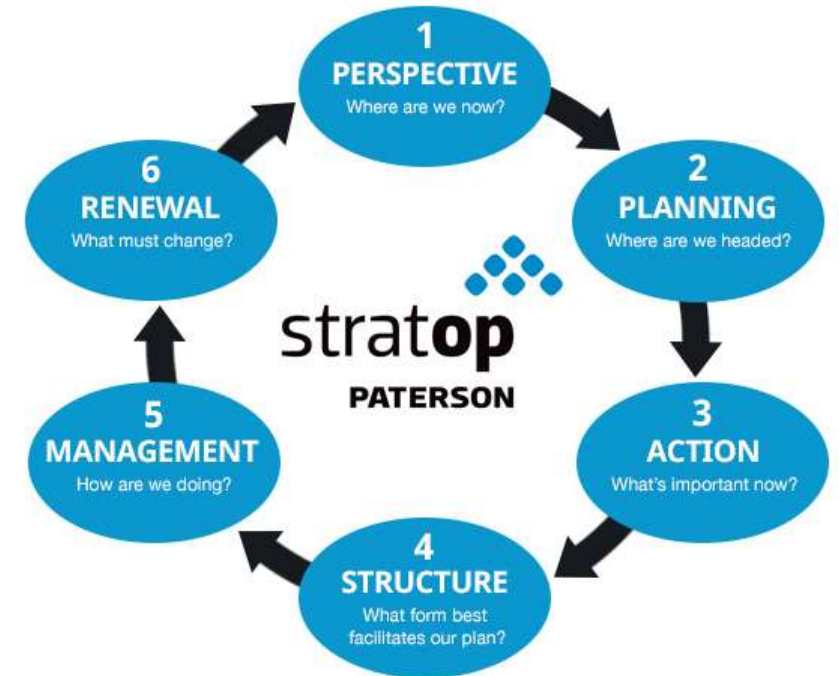 1
PERSPECTIVE
Where are we now?
2
PLANNING
Where are we headed?
3
ACTION
What's important now?
4
STRUCTURE
What form best
facilitates our plan?
5
MANAGEMENT
How are we doing?
6
RENEWAL
What must change?
stratop
PATERSON